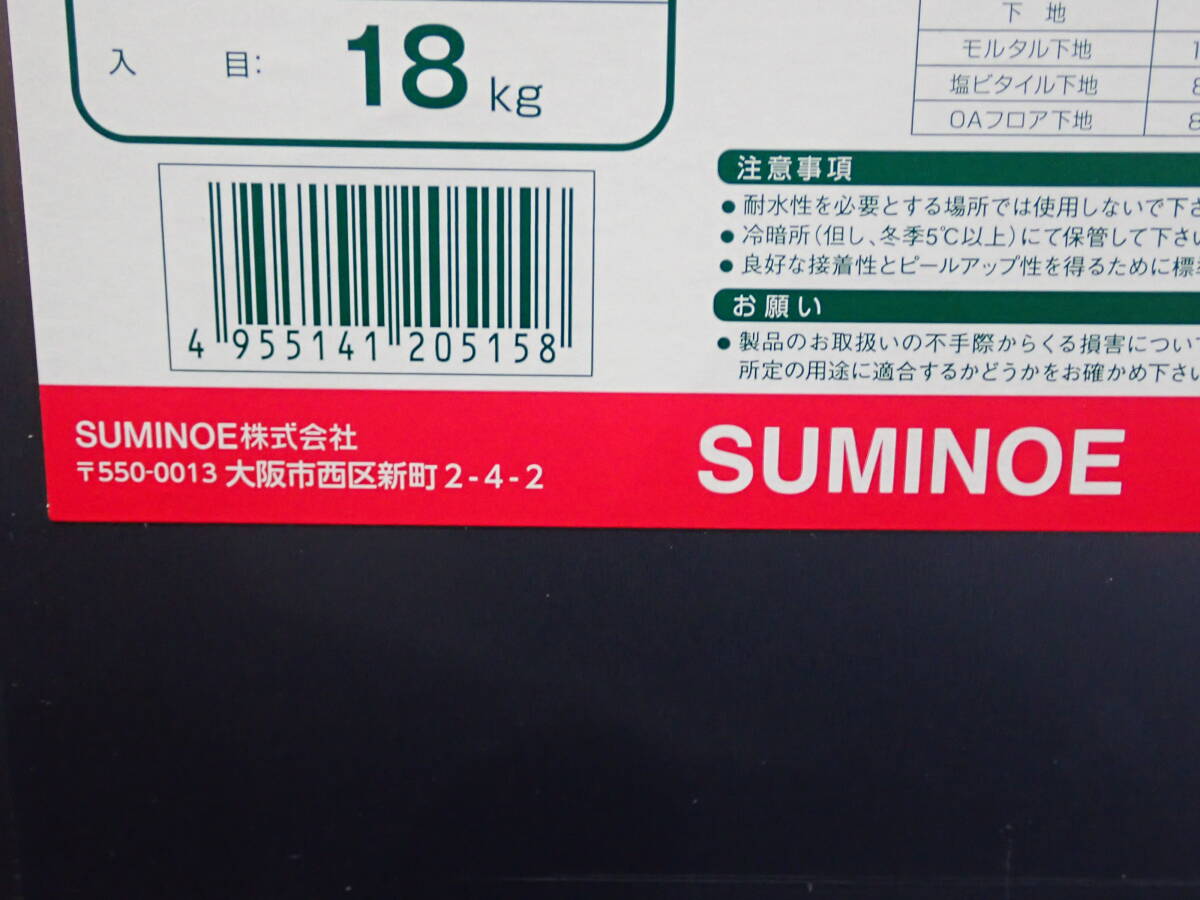 入 目: 18 kg
下 地
モルタル下地 1
塩ビタイル下地 8
OAフロア下地 8
4 955141 205158
注意事項
●耐水性を必要とする場所では使用しないで下さ
●冷暗所(但し、冬季5℃以上)にて保管して下さい
●良好な接着性とピールアップ性を得るために標準
お願い
●製品のお取扱いの不手際からくる損害につい
所定の用途に適合するかどうかをお確かめ下さい
SUMINOE株式会社
〒550-0013 大阪市西区新町2-4-2
SUMINOE